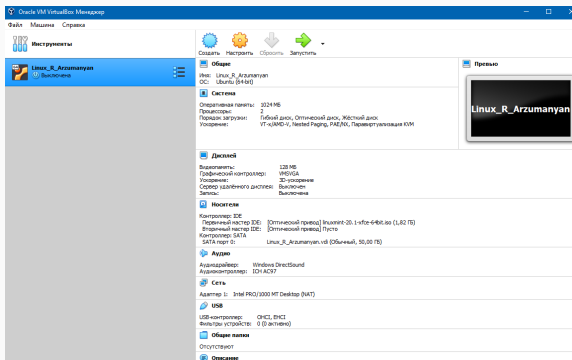 Oracle VM VirtualBox Менеджер
Файл Машина Справка
Инструменты
Создать Настроить Сбросить Запустить
Linux_R_Arzumanyan
Выключена
Общие
Имя: Linux_R_Arzumanyan
ОС: Ubuntu (64-bit)
Система
Оперативная память: 1024 МБ
Процессоры: 2
Порядок загрузки: Гибкий диск, Оптический диск, Жёсткий диск
Ускорение: VT-x/AMD-V, Nested Paging, PAE/NX, Паравиртуализация KVM
Превью
Linux_R_Arzumanyan
Дисплей
Видеопамять: 128 МБ
Графический контроллер: VMSVGA
Ускорение: 3D-ускорение
Сервер удалённого дисплея: Выключен
Запись: Выключена
Носители
Контроллер: IDE
Первичный мастер IDE: [Оптический привод] linuxmint-20.1-xfce-64bit.iso (1,82 ГБ)
Вторичный мастер IDE: [Оптический привод] Пусто
Контроллер: SATA
SATA порт 0: Linux_R_Arzumanyan.vdi (Обычный, 50,00 ГБ)
Аудио
Аудиодрайвер: Windows DirectSound
Аудиоконтроллер: ICH AC97
Сеть
Адаптер 1: Intel PRO/1000 MT Desktop (NAT)
USB
USB-контроллер: OHCI, EHCI
Фильтры устройств: 0 (0 активно)
Общие папки
Отсутствуют
Описание